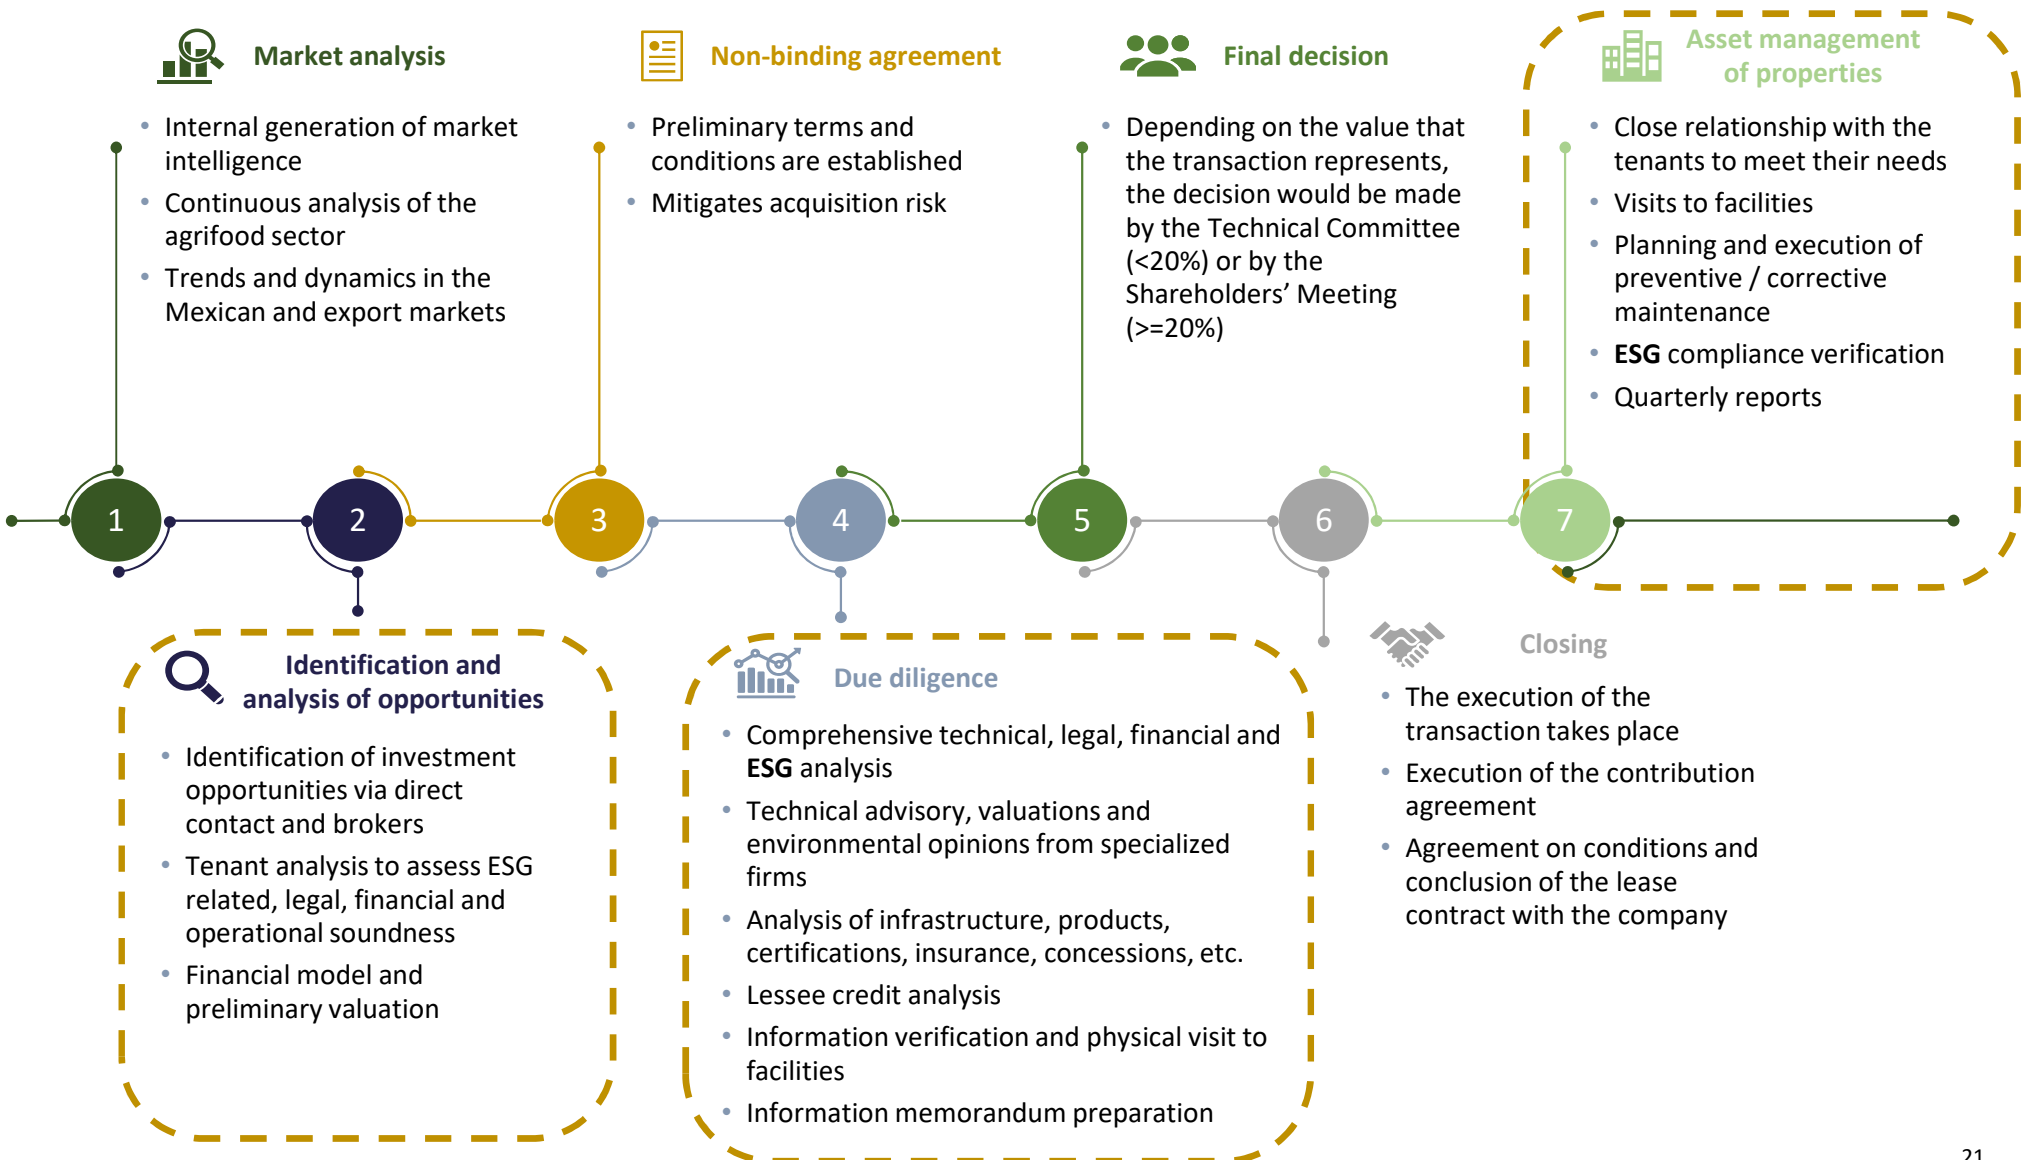 Market analysis
• Internal generation of market
intelligence
• Continuous analysis of the
agrifood sector
• Trends and dynamics in the
Mexican and export markets
Non-binding agreement
• Preliminary terms and
conditions are established
• Mitigates acquisition risk
Final decision
• Depending on the value that
the transaction represents,
the decision would be made
by the Technical Committee
(<20%) or by the
Shareholders’ Meeting
(>=20%)
Asset management
of properties
• Close relationship with the
tenants to meet their needs
• Visits to facilities
• Planning and execution of
preventive / corrective
maintenance
• ESG compliance verification
• Quarterly reports
1
2
3
4
5
6
7
Identification and
analysis of opportunities
• Identification of investment
opportunities via direct
contact and brokers
• Tenant analysis to assess ESG
related, legal, financial and
operational soundness
• Financial model and
preliminary valuation
Due diligence
• Comprehensive technical, legal, financial and
ESG analysis
• Technical advisory, valuations and
environmental opinions from specialized
firms
• Analysis of infrastructure, products,
certifications, insurance, concessions, etc.
• Lessee credit analysis
• Information verification and physical visit to
facilities
• Information memorandum preparation
Closing
• The execution of the
transaction takes place
• Execution of the contribution
agreement
• Agreement on conditions and
conclusion of the lease
contract with the company
21